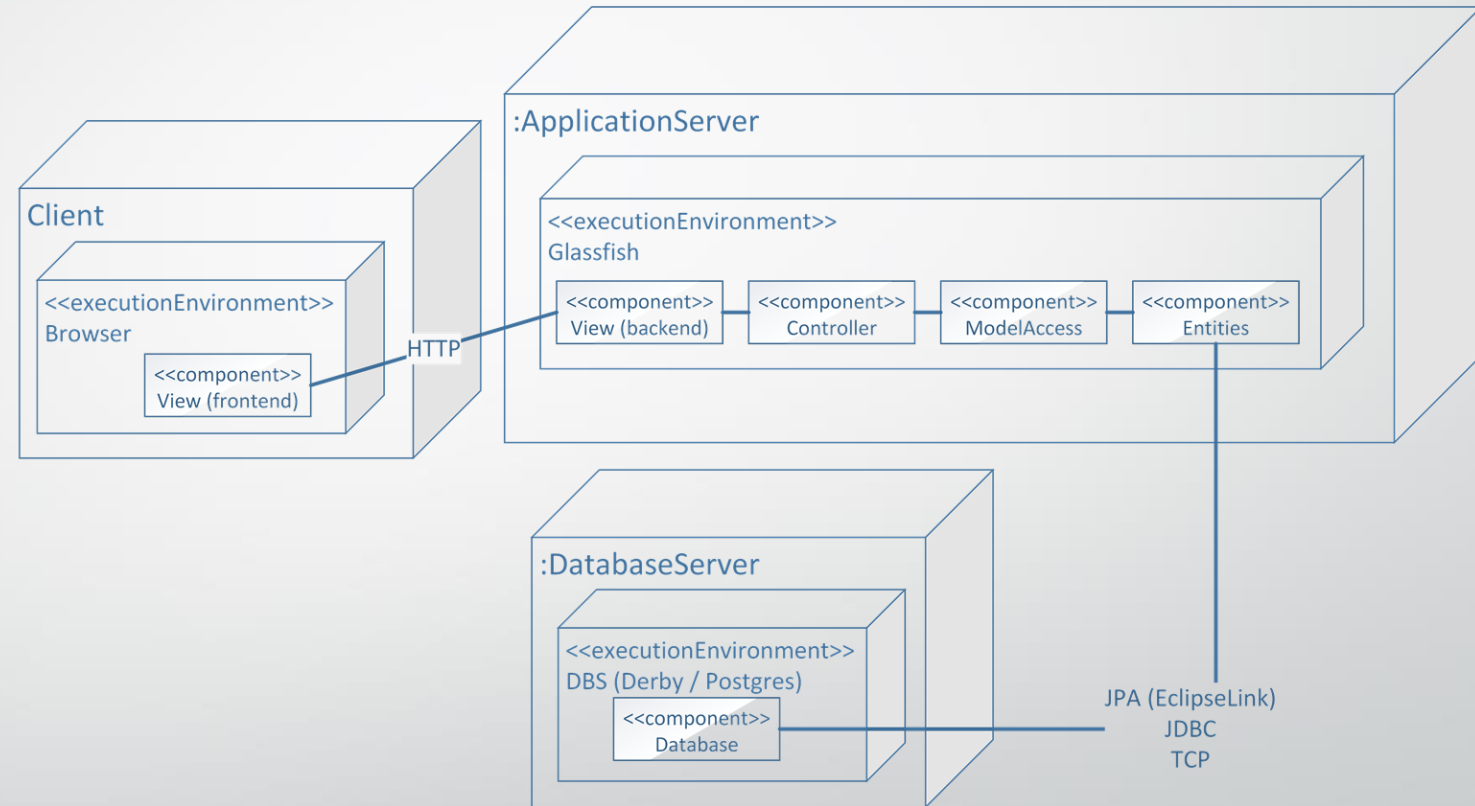 :ApplicationServer
Client
<<executionEnvironment>>
Glassfish
<<executionEnvironment>>
Browser
<<component>>
View (frontend)
HTTP
<<component>>
View (backend)
<<component>>
Controller
<<component>>
ModelAccess
<<component>>
Entities
:DatabaseServer
<<executionEnvironment>>
DBS (Derby / Postgres)
<<component>>
Database
JPA (EclipseLink)
JDBC
TCP